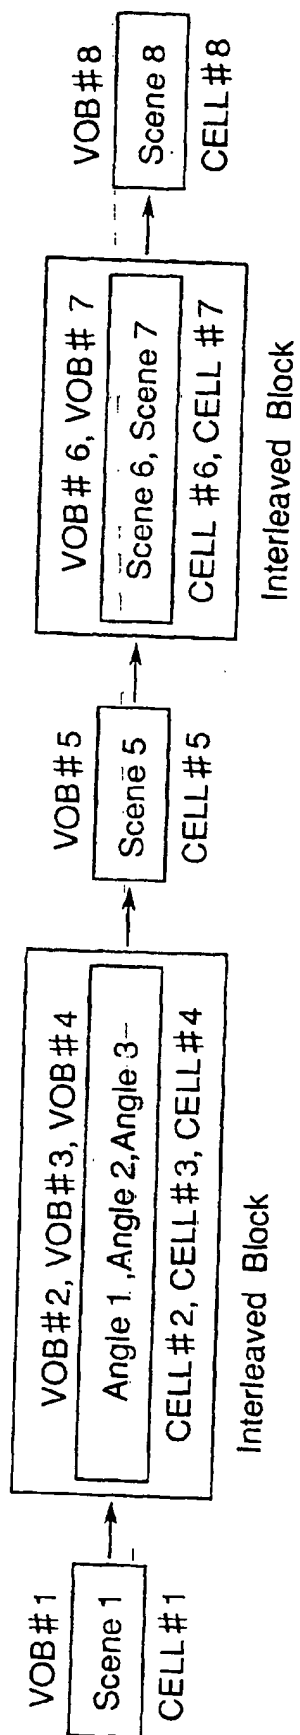 VOB#1
Scene 1
CELL#1
VOB#2, VOB#3, VOB#4
Angle 1 ,Angle 2,Angle 3
CELL#2, CELL#3, CELL#4
Interleaved Block
VOB#5
Scene 5
CELL#5
VOB# 6, VOB# 7
Scene 6, Scene 7
CELL #6, CELL #7
Interleaved Block
VOB#8
Scene 8
CELL#8